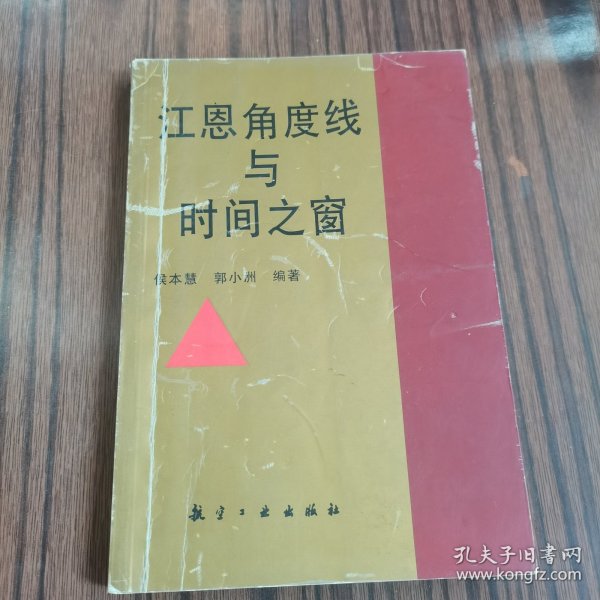 江恩角度线
与
时间之窗
侯本慧 郭小洲 编著
航空工业出版社
孔夫子旧书网
www.kongfz.com